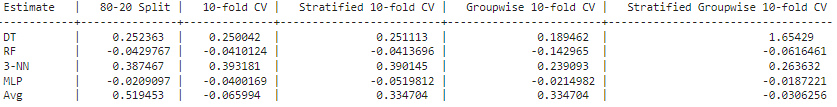 Estimate | 80-20 Split | 10-fold CV | Stratified 10-fold CV | Groupwise 10-fold CV | Stratified Groupwise 10-fold CV
DT | 0.252363 | 0.250042 | 0.251113 | 0.189462 | 1.65429
RF | -0.0429767 | -0.0410124 | -0.0413696 | -0.142965 | -0.0616461
3-NN | 0.387467 | 0.393181 | 0.390145 | 0.239093 | 0.263632
MLP | -0.0209097 | -0.0400169 | -0.0519812 | -0.0214982 | -0.0187221
Avg | 0.519453 | -0.065994 | 0.334704 | 0.334704 | -0.0306256